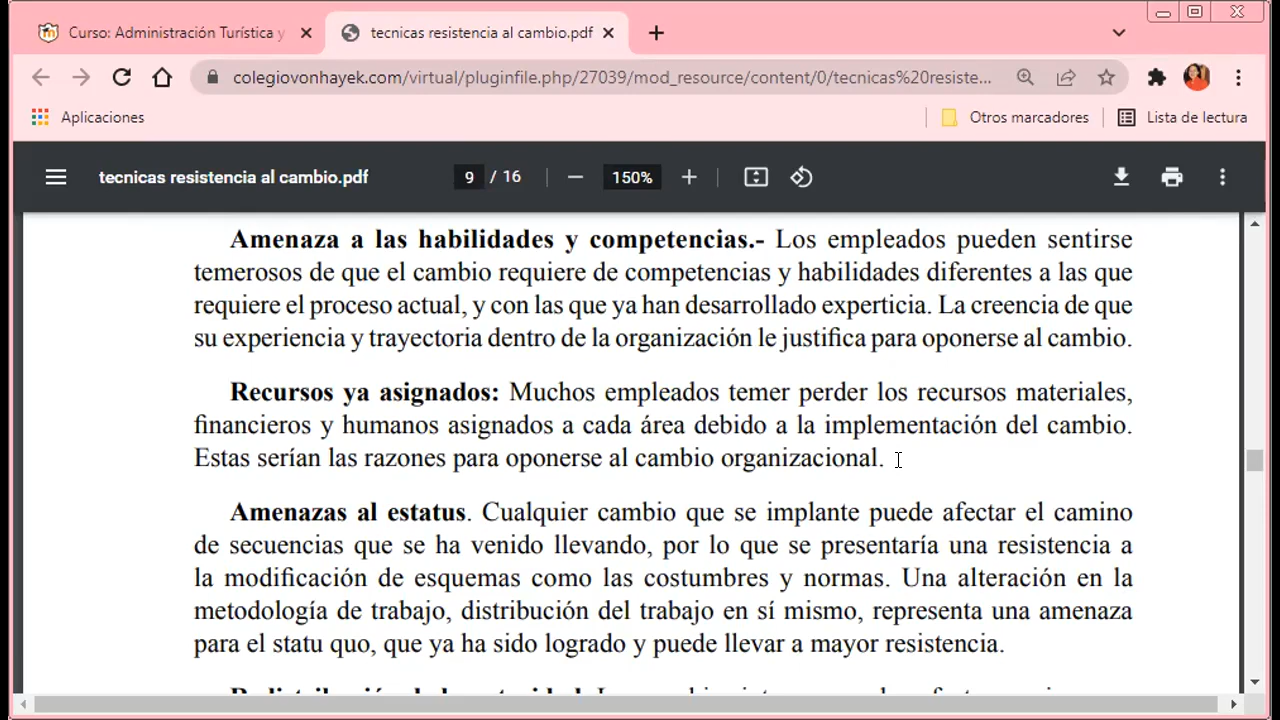 Curso: Administración Turística y
tecnicas resistencia al cambio.pdf
colegiovonhayek.com/virtual/pluginfile.php/27039/mod_resource/content/0/tecnicas%20resiste...
Aplicaciones
Otros marcadores
Lista de lectura
tecnicas resistencia al cambio.pdf
9 / 16
150%
Amenaza a las habilidades y competencias.- Los empleados pueden sentirse
temerosos de que el cambio requiere de competencias y habilidades diferentes a las que
requiere el proceso actual, y con las que ya han desarrollado experticia. La creencia de que
su experiencia y trayectoria dentro de la organización le justifica para oponerse al cambio.
Recursos ya asignados: Muchos empleados temer perder los recursos materiales,
financieros y humanos asignados a cada área debido a la implementación del cambio.
Estas serían las razones para oponerse al cambio organizacional.
Amenazas al estatus. Cualquier cambio que se implante puede afectar el camino
de secuencias que se ha venido llevando, por lo que se presentaría una resistencia a
la modificación de esquemas como las costumbres y normas. Una alteración en la
metodología de trabajo, distribución del trabajo en sí mismo, representa una amenaza
para el statu quo, que ya ha sido logrado y puede llevar a mayor resistencia.